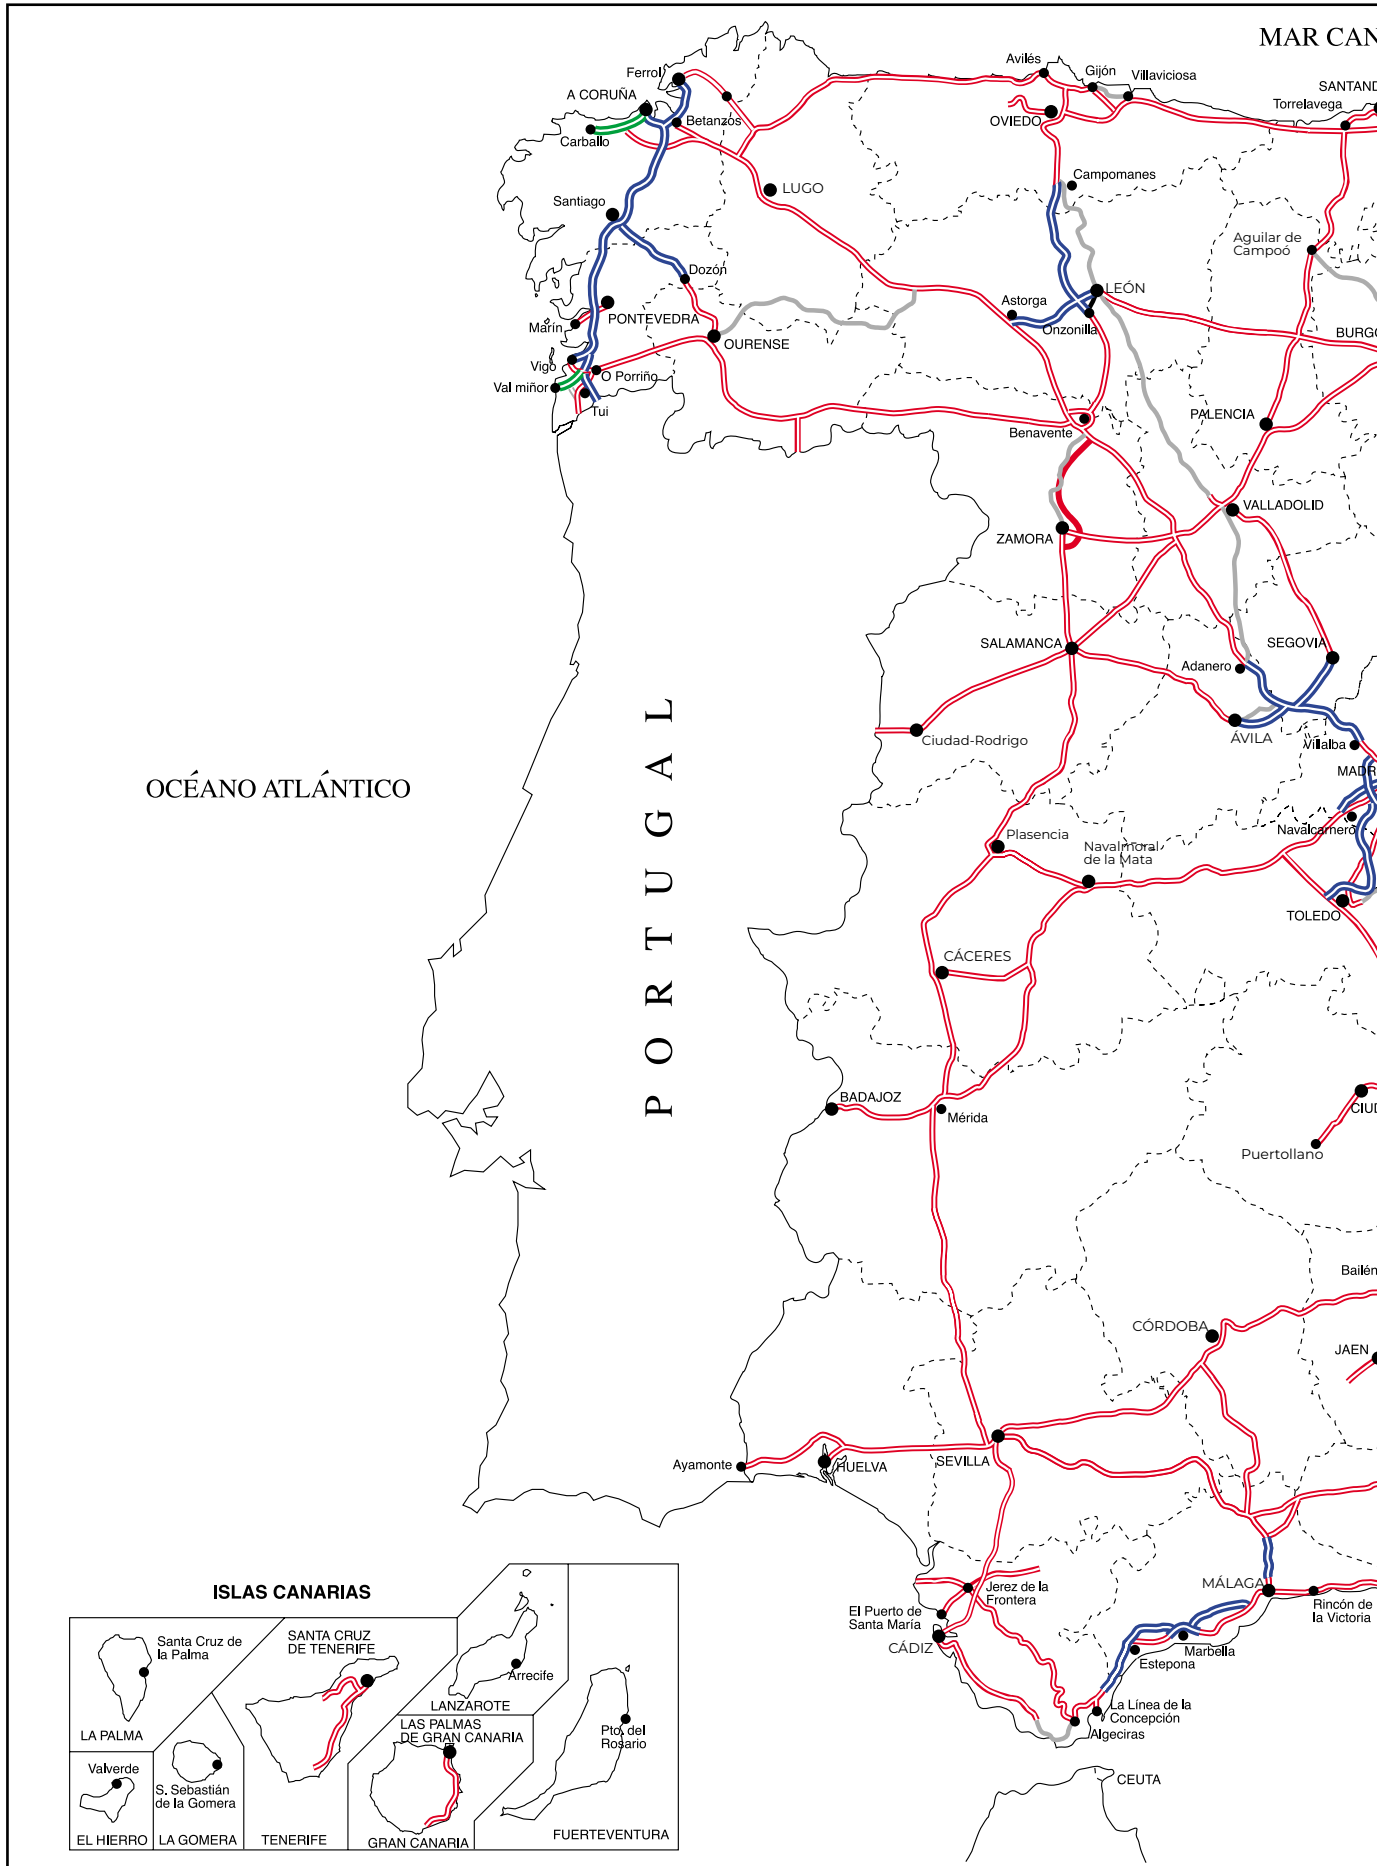 MAR CAN
Avilés
Gijón
Villaviciosa
Ferrol
SANTAND
A CORUÑA
Torrelavega
OVIEDO
Betanzos
Carballo
Campomanes
LUGO
Santiago
Aguilar de
Campoó
Dozón
LEÓN
Astorga
Marín
PONTEVEDRA
Onzonilla
BURGO
OURENSE
Vigo
O Porriño
Val miñor
Tui
PALENCIA
Benavente
VALLADOLID
ZAMORA
SALAMANCA
SEGOVIA
Adanero
Ciudad-Rodrigo
ÁVILA
Villalba
MADR
OCÉANO ATLÁNTICO
PORTUGAL
Navalcarnero
Plasencia
Navalmoral
de la Mata
TOLEDO
CÁCERES
BADAJOZ
Mérida
CIUD
Puertollano
Bailén
CÓRDOBA
JAEN
Ayamonte
HUELVA
SEVILLA
MÁLAGA
Jerez de la
Frontera
Rincón de
la Victoria
El Puerto de
Santa María
CÁDIZ
Marbella
Estepona
La Línea de la
Concepción
Algeciras
CEUTA
ISLAS CANARIAS
Santa Cruz de
la Palma
SANTA CRUZ
DE TENERIFE
Arrecife
LANZAROTE
LA PALMA
LAS PALMAS
DE GRAN CANARIA
Pto. del
Rosario
Valverde
S. Sebastián
de la Gomera
EL HIERRO
LA GOMERA
TENERIFE
GRAN CANARIA
FUERTEVENTURA